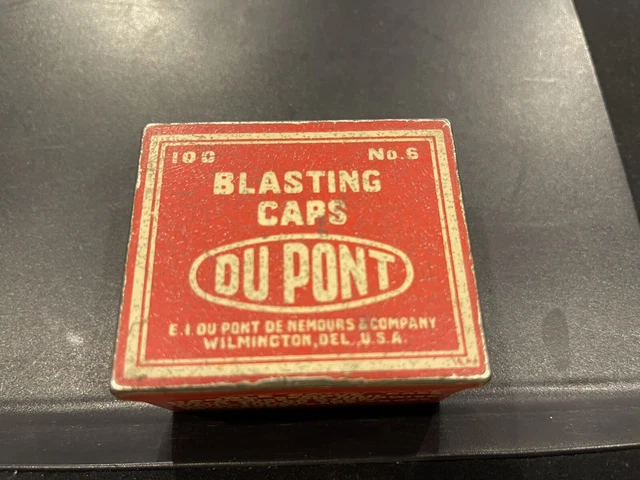 100 No.6
BLASTING
CAPS
DU PONT
E.I. DU PONT DE NEMOURS & COMPANY
WILMINGTON, DEL., U.S.A.